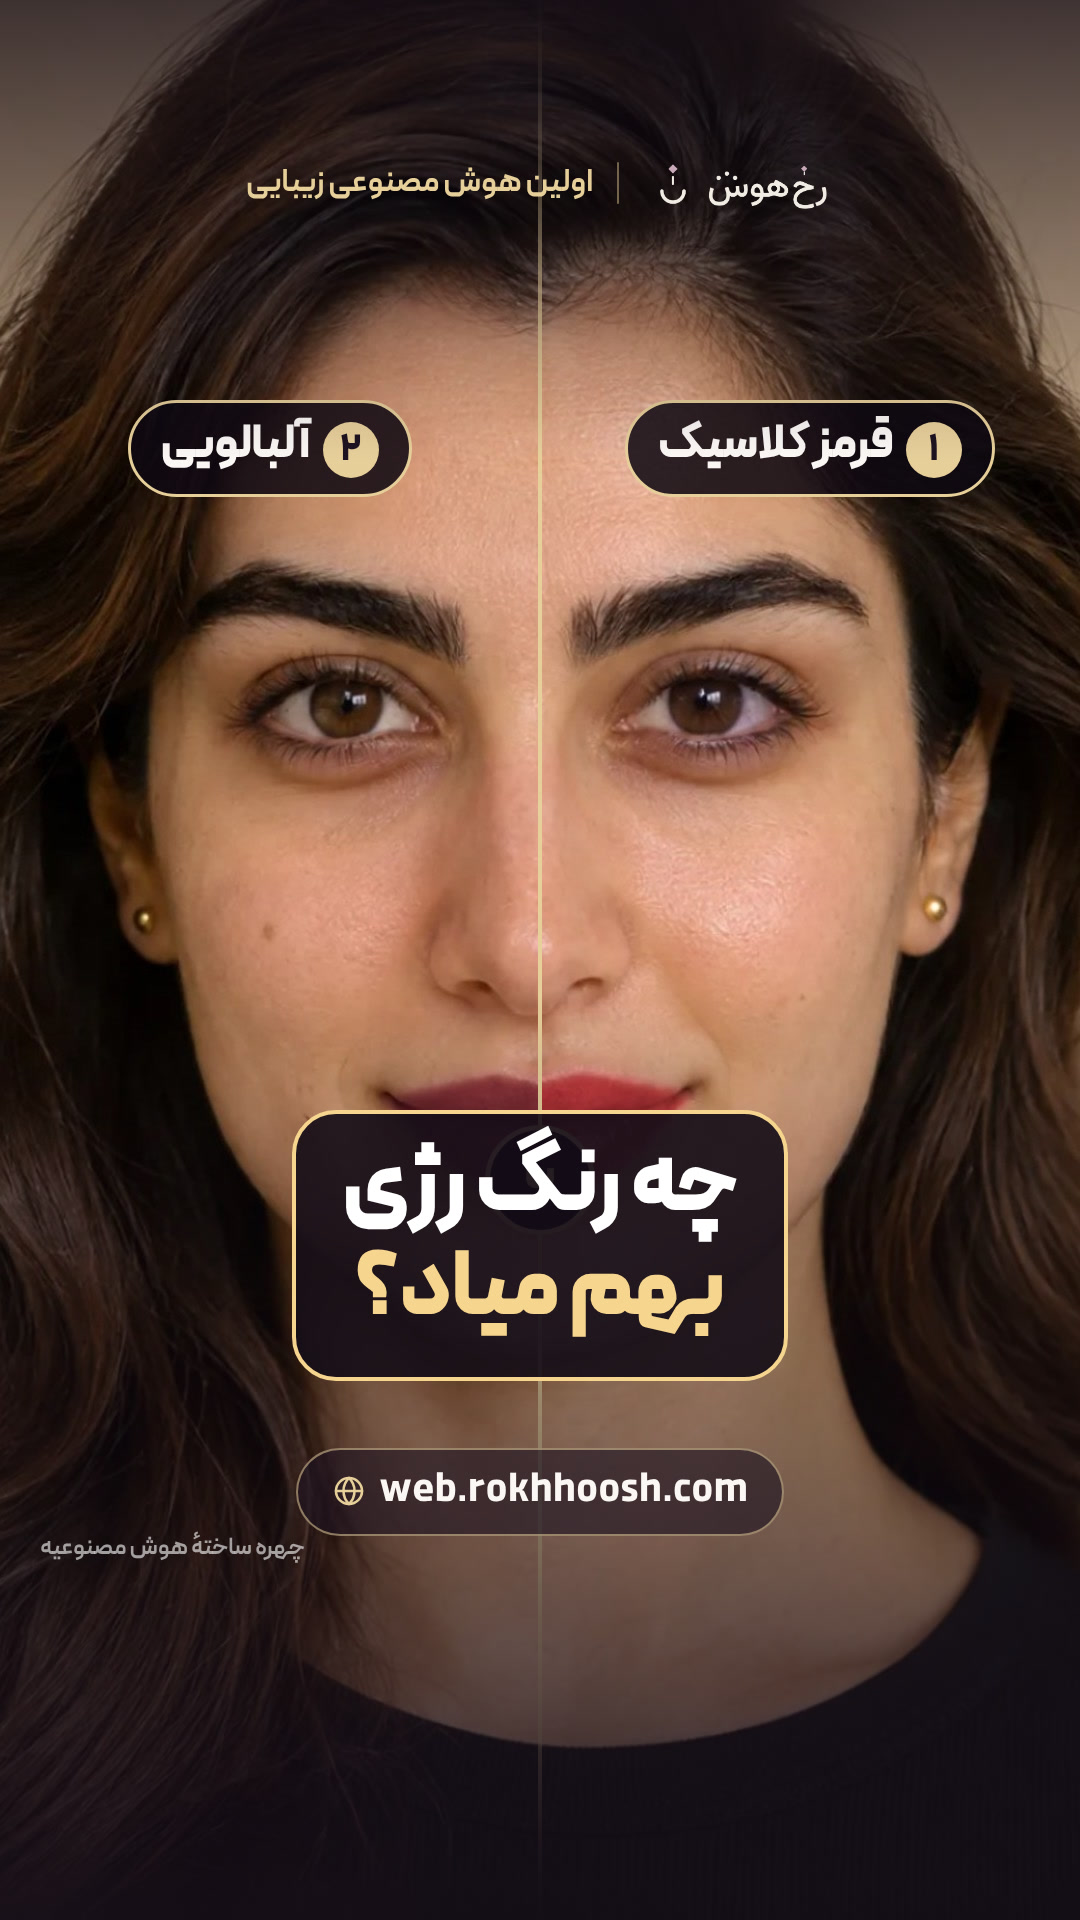 رخ هوش | اولین هوش مصنوعی زیبایی
۱ قرمز کلاسیک
۲ آلبالویی
چه رنگ رژی
بهم میاد؟
web.rokhhoosh.com
چهره ساختهٔ هوش مصنوعیه